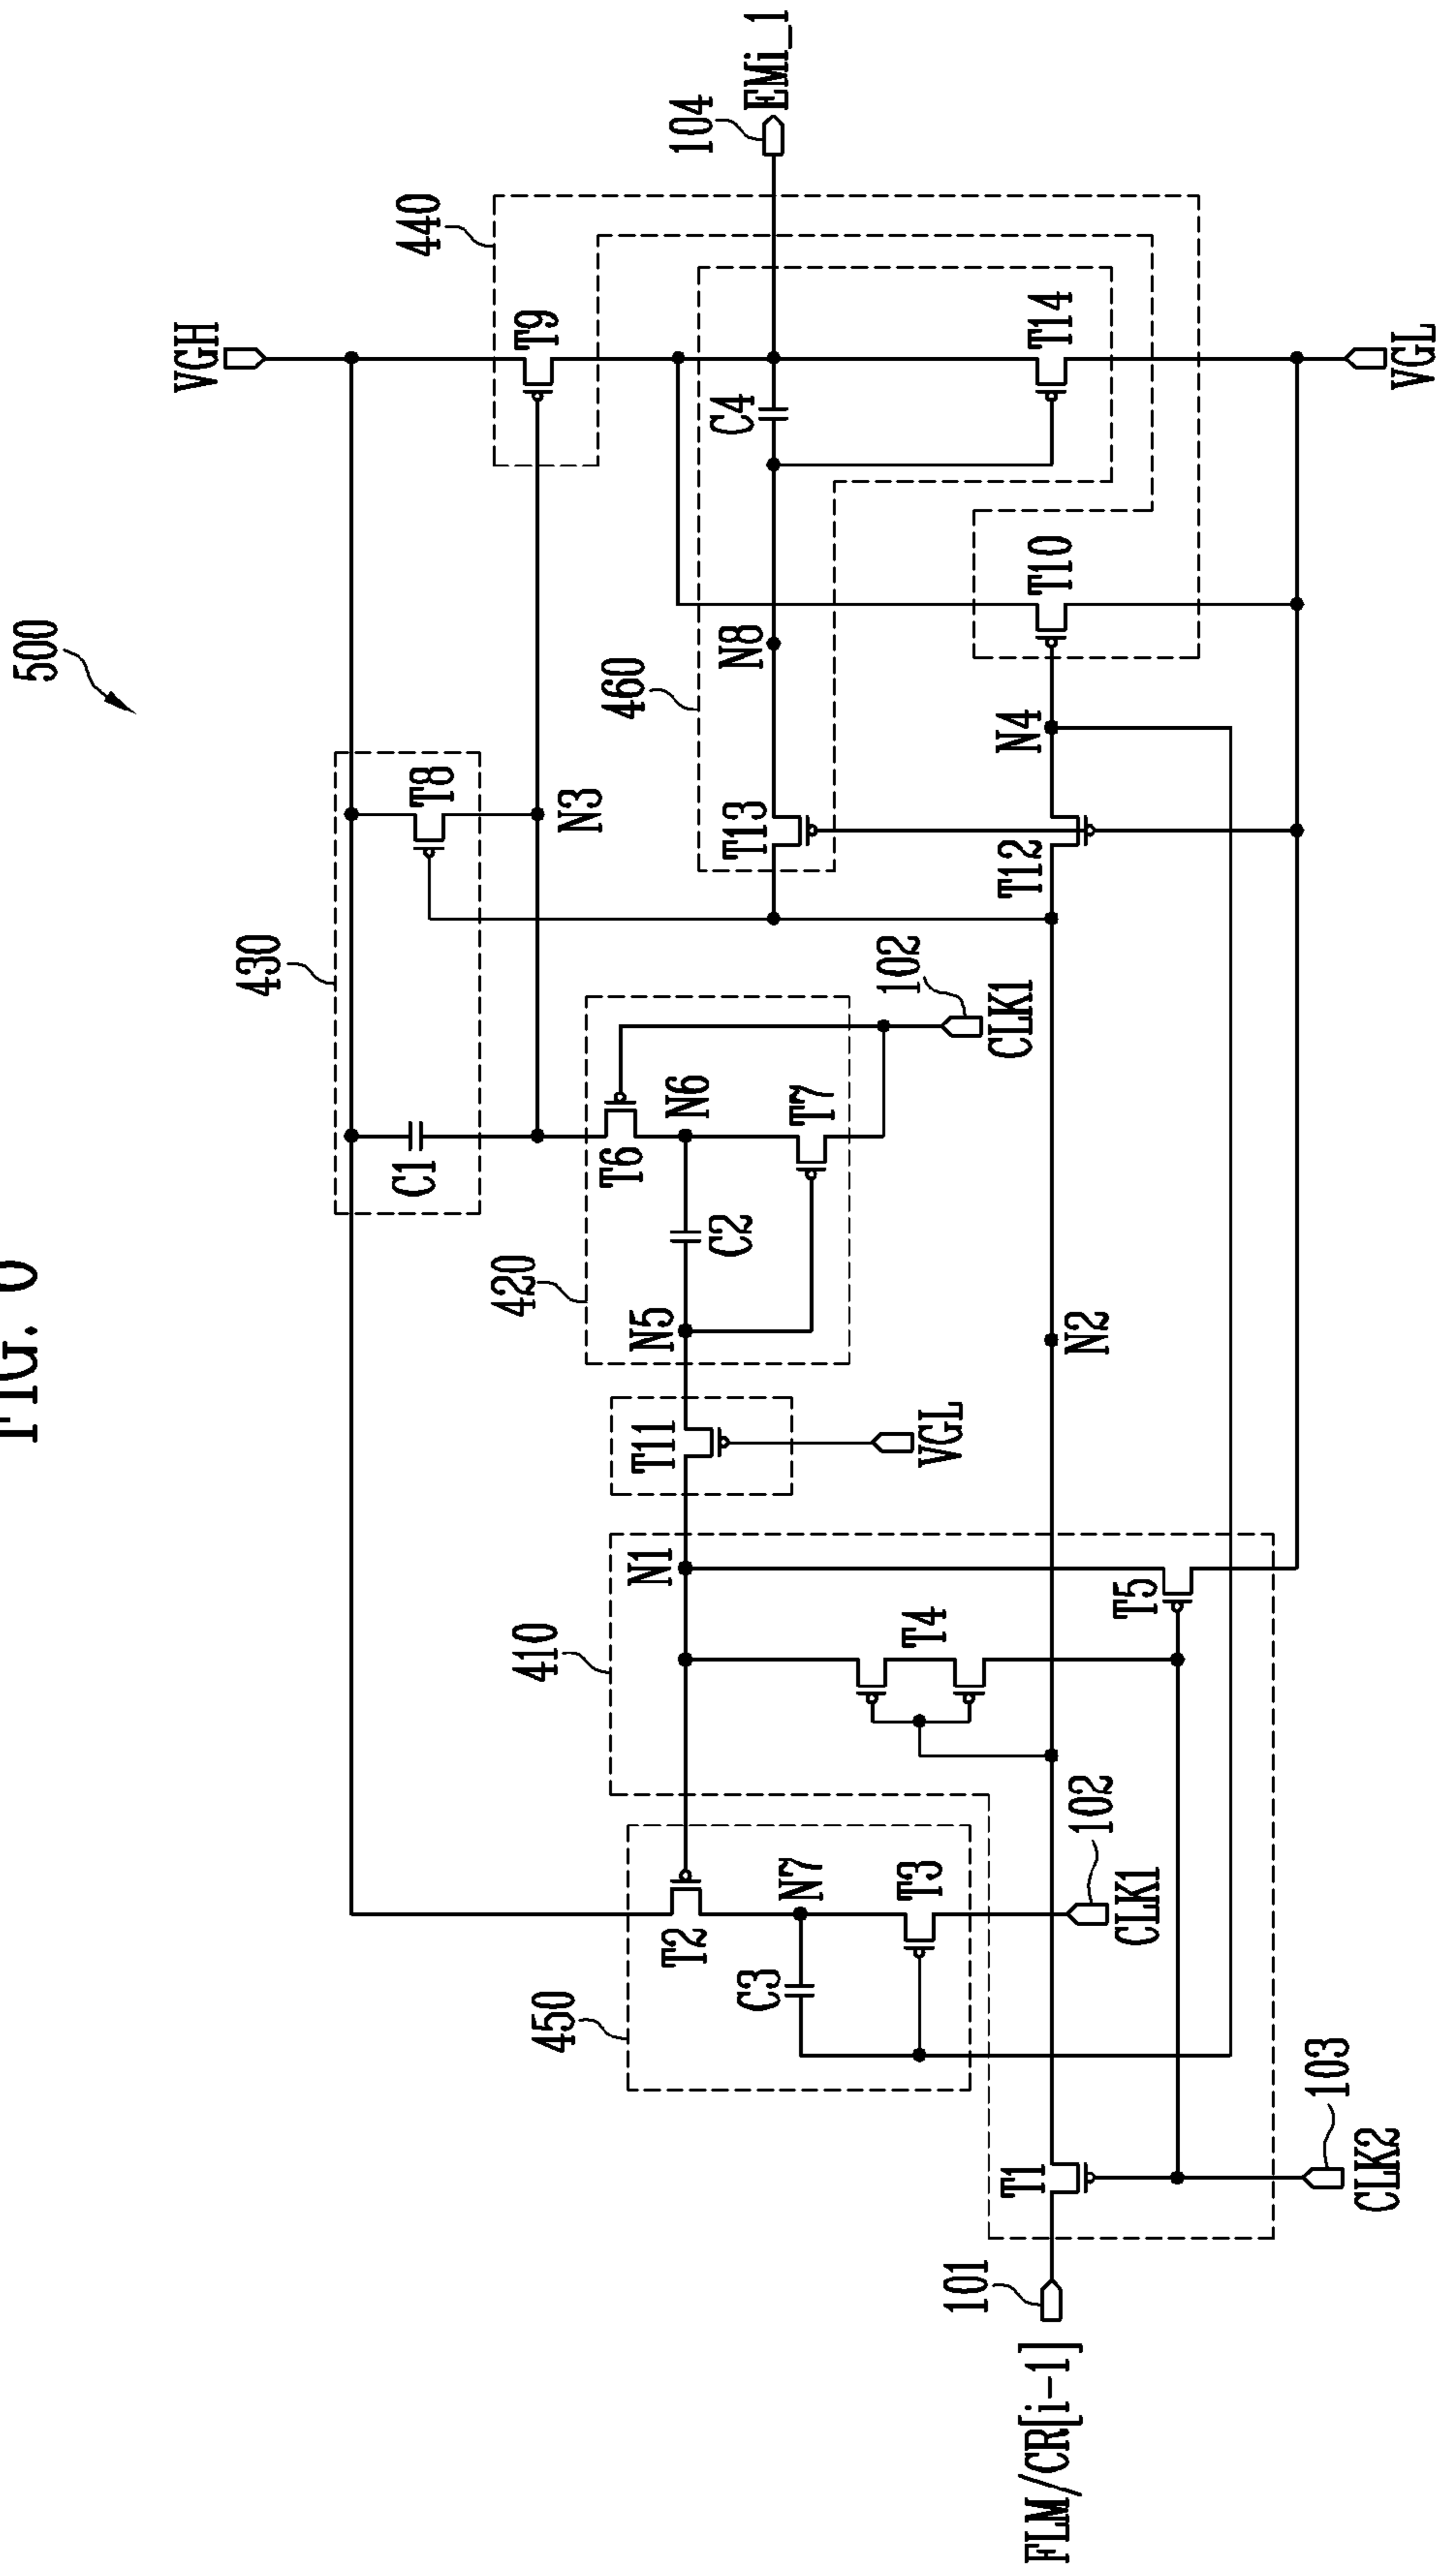 FIG. 6
500
VGH
430
440
T8
T9
C1
N3
420
T6
N6
C2
T7
N5
102
CLK1
460
C4
N8
T13
104
EMi_1
T14
T10
N4
T12
VGL
T11
VGL
410
N1
T4
T5
N2
450
T2
N7
C3
T3
102
CLK1
T1
101
FLM/CR[i-1]
103
CLK2